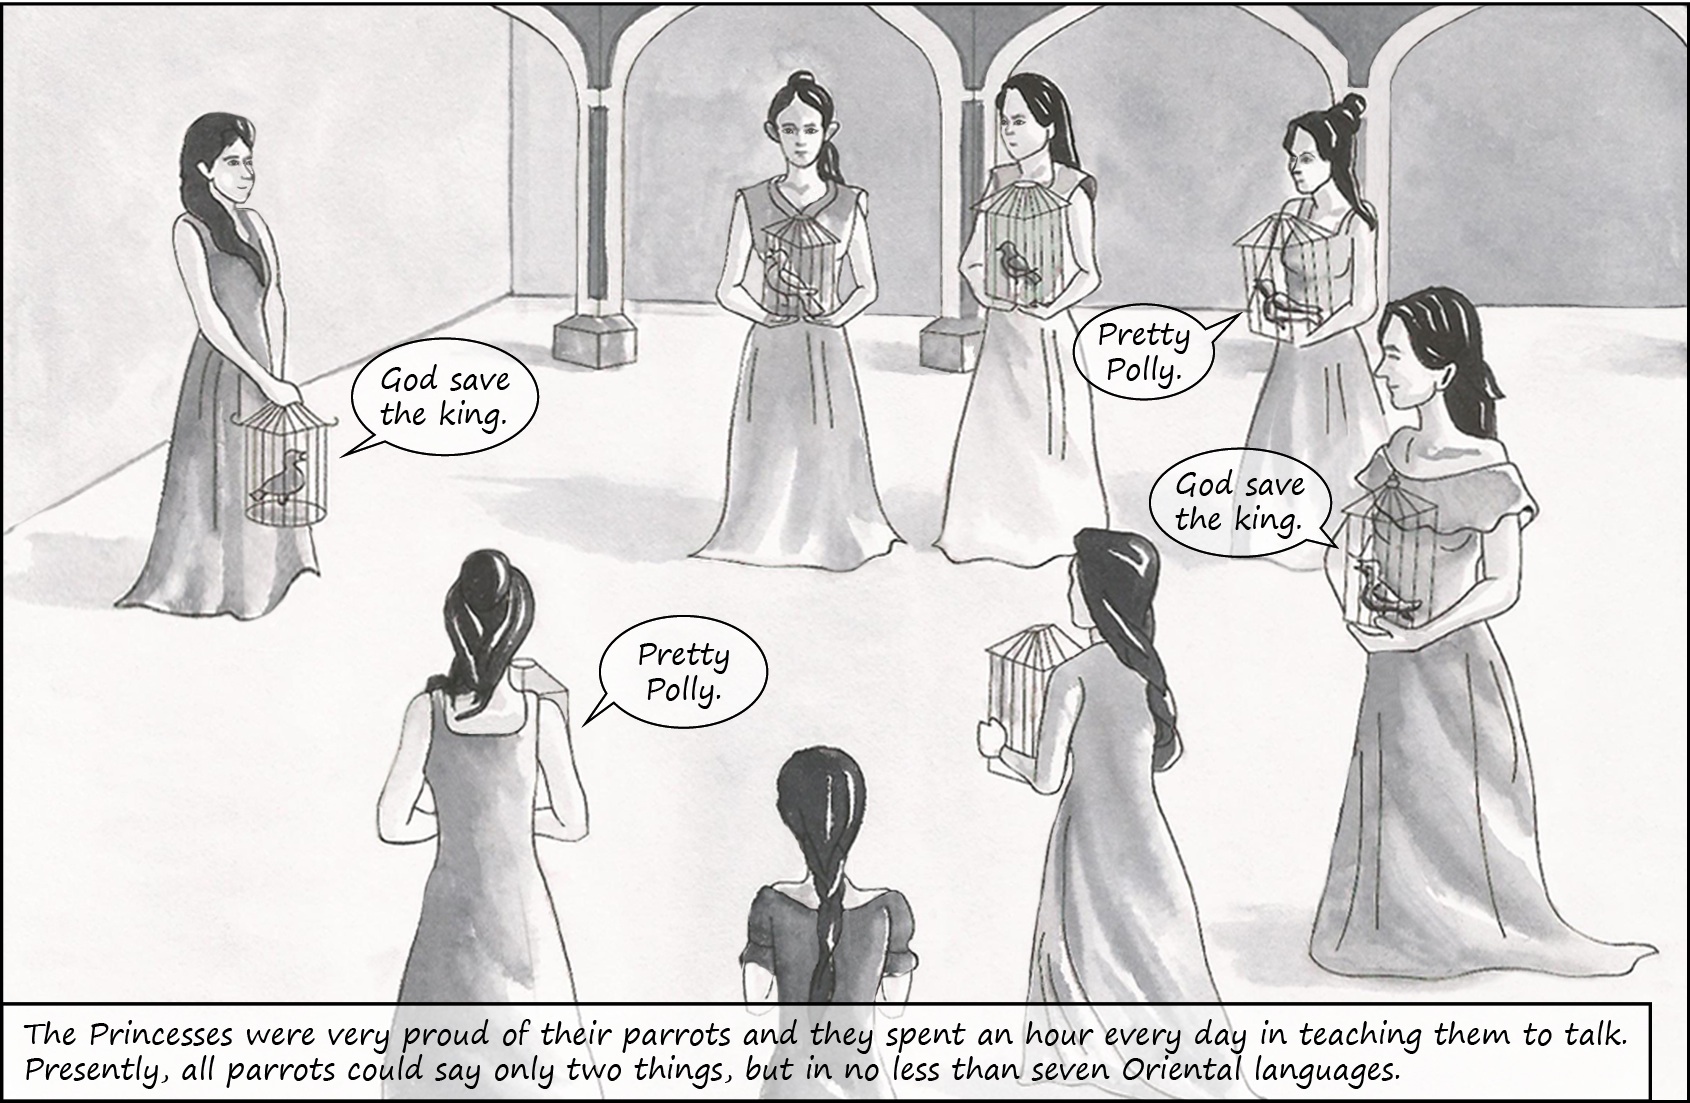 God save
the king.
Pretty
Polly.
God save
the king.
Pretty
Polly.
The Princesses were very proud of their parrots and they spent an hour every day in teaching them to talk.
Presently, all parrots could say only two things, but in no less than seven Oriental languages.